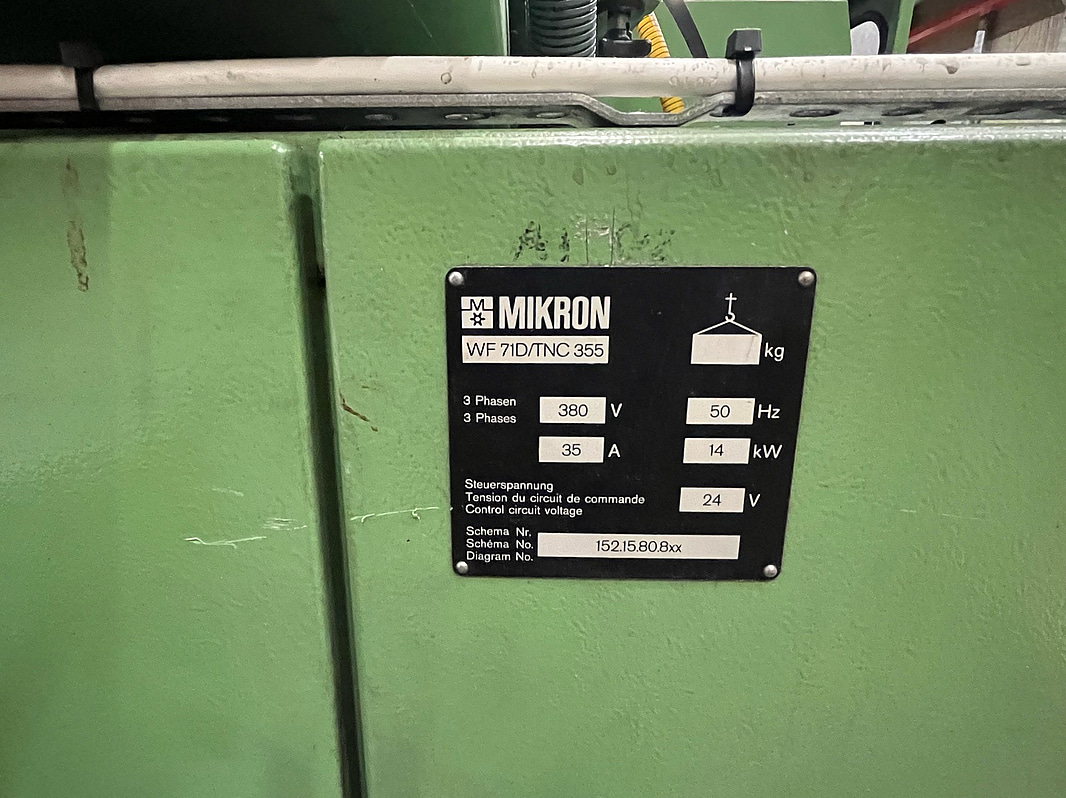 M MIKRON
WF 71D/TNC 355
kg
3 Phasen
3 Phases
380 V
50 Hz
35 A
14 kW
Steuerspannung
Tension du circuit de commande
Control circuit voltage
24 V
Schema Nr.
Schéma No.
Diagram No.
152.15.80.8xx